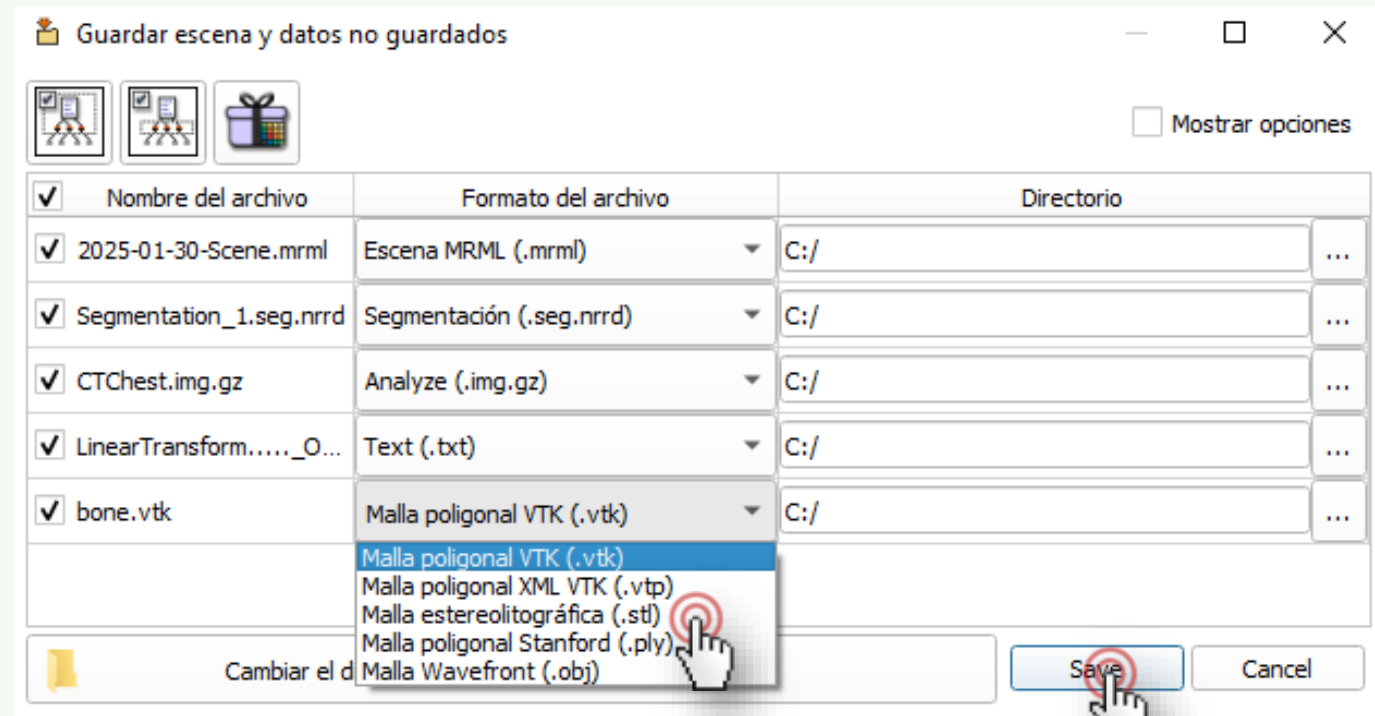 Guardar escena y datos no guardados
Mostrar opciones
Nombre del archivo Formato del archivo Directorio
2025-01-30-Scene.mrml Escena MRML (.mrml) C:/ ...
Segmentation_1.seg.nrrd Segmentación (.seg.nrrd) C:/ ...
CTChest.img.gz Analyze (.img.gz) C:/ ...
LinearTransform....._O... Text (.txt) C:/ ...
bone.vtk Malla poligonal VTK (.vtk) C:/ ...
Malla poligonal VTK (.vtk)
Malla poligonal XML VTK (.vtp)
Malla estereolitográfica (.stl)
Malla poligonal Stanford (.ply)
Malla Wavefront (.obj)
Cambiar el d
Save Cancel